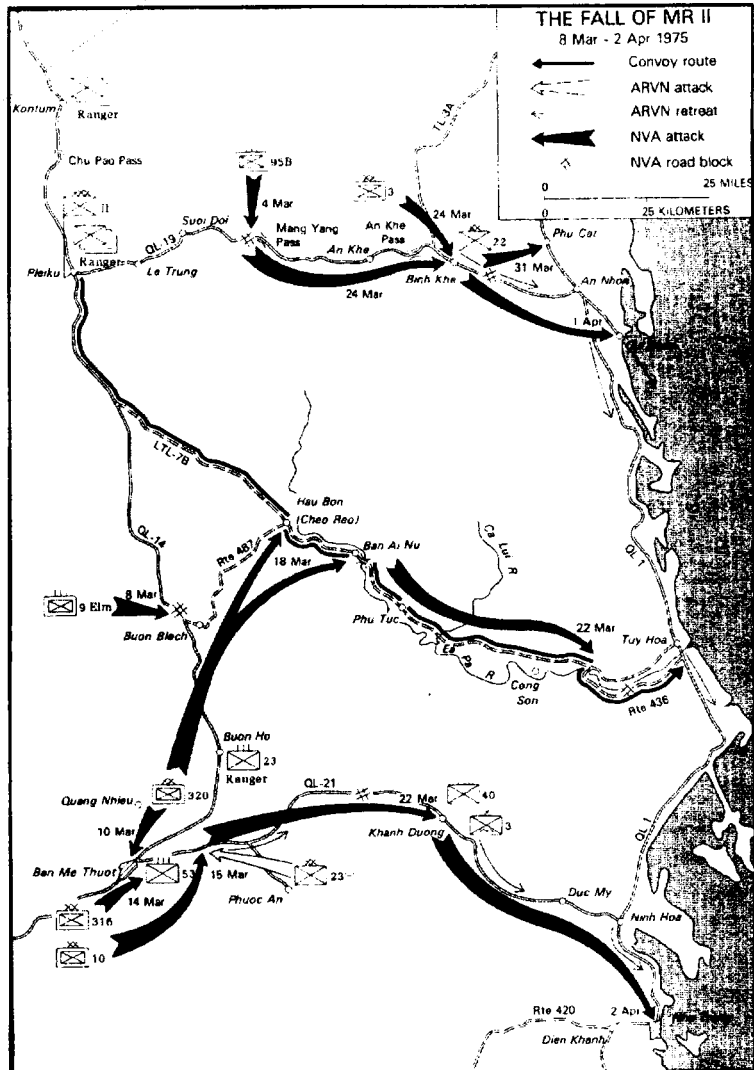 THE FALL OF MR II
8 Mar - 2 Apr 1975
Convoy route
ARVN attack
ARVN retreat
NVA attack
NVA road block
0 25 MILES
0 25 KILOMETERS
Kontum
Ranger
TL-3A
Chu Pao Pass
95B
3
II
4 Mar
Suoi Doi
Mang Yang
Pass
An Khe
Pass
24 Mar
22
Phu Cat
QL-19
An Khe
Ranger
Pleiku
Le Trung
31 Mar
Binh Khe
24 Mar
An Nhon
1 Apr
LTL-7B
Hau Bon
(Cheo Reo)
QL-14
Rte 487
Ban Ai Nu
Ca Lui R
QL 1
18 Mar
8 Mar
9 Elm
Phu Tuc
22 Mar
Buon Blech
Tuy Hoa
Ea Pa R
Cong
Son
Rte 436
Buon Ho
23
Ranger
QL-21
320
Quang Nhieu
22 Mar
40
10 Mar
Khanh Duong
3
QL 1
Ban Me Thuot
53
15 Mar
23-
14 Mar
Phuoc An
Duc My
316
Ninh Hoa
10
2 Apr
Rte 420
Dien Khanh